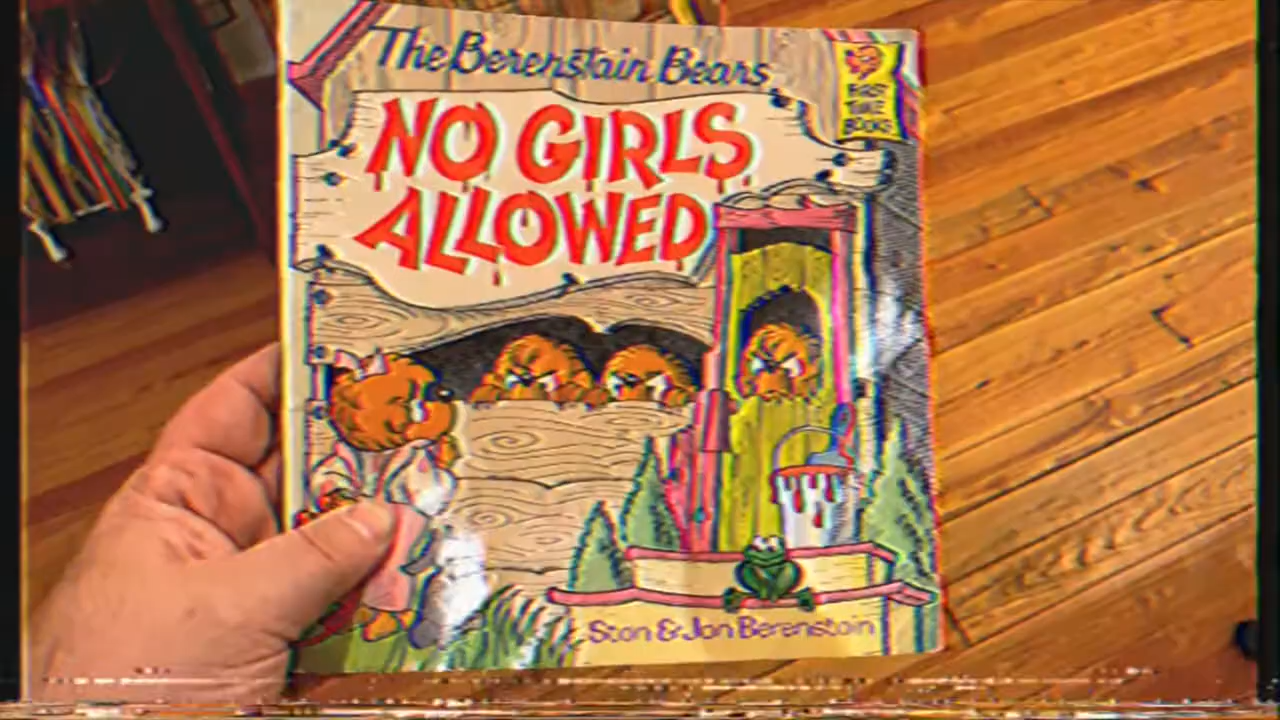 The Berenstain Bears
NO GIRLS
ALLOWED
FIRST
TIME
BOOKS
Stan & Jan Berenstain